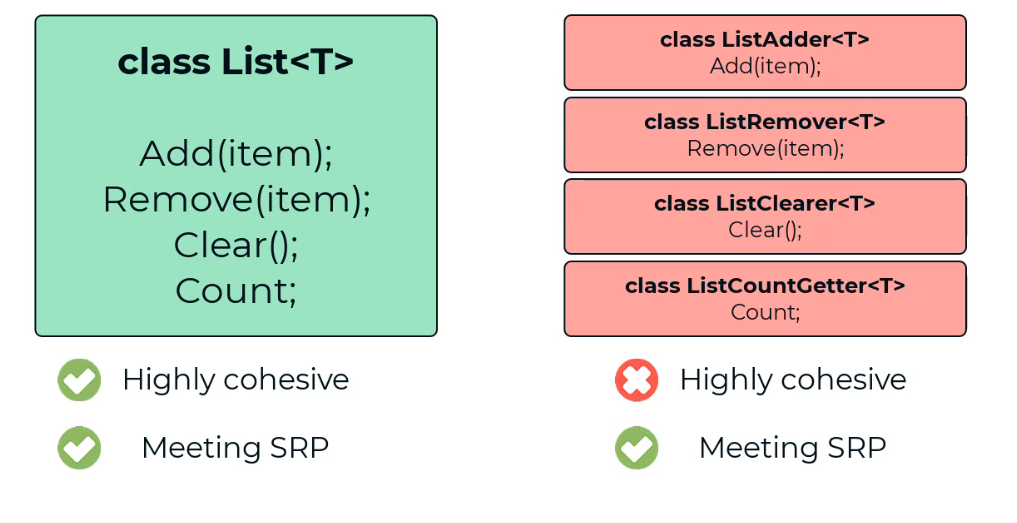 class List<T>
Add(item);
Remove(item);
Clear();
Count;
Highly cohesive
Meeting SRP
class ListAdder<T>
Add(item);
class ListRemover<T>
Remove(item);
class ListClearer<T>
Clear();
class ListCountGetter<T>
Count;
Highly cohesive
Meeting SRP